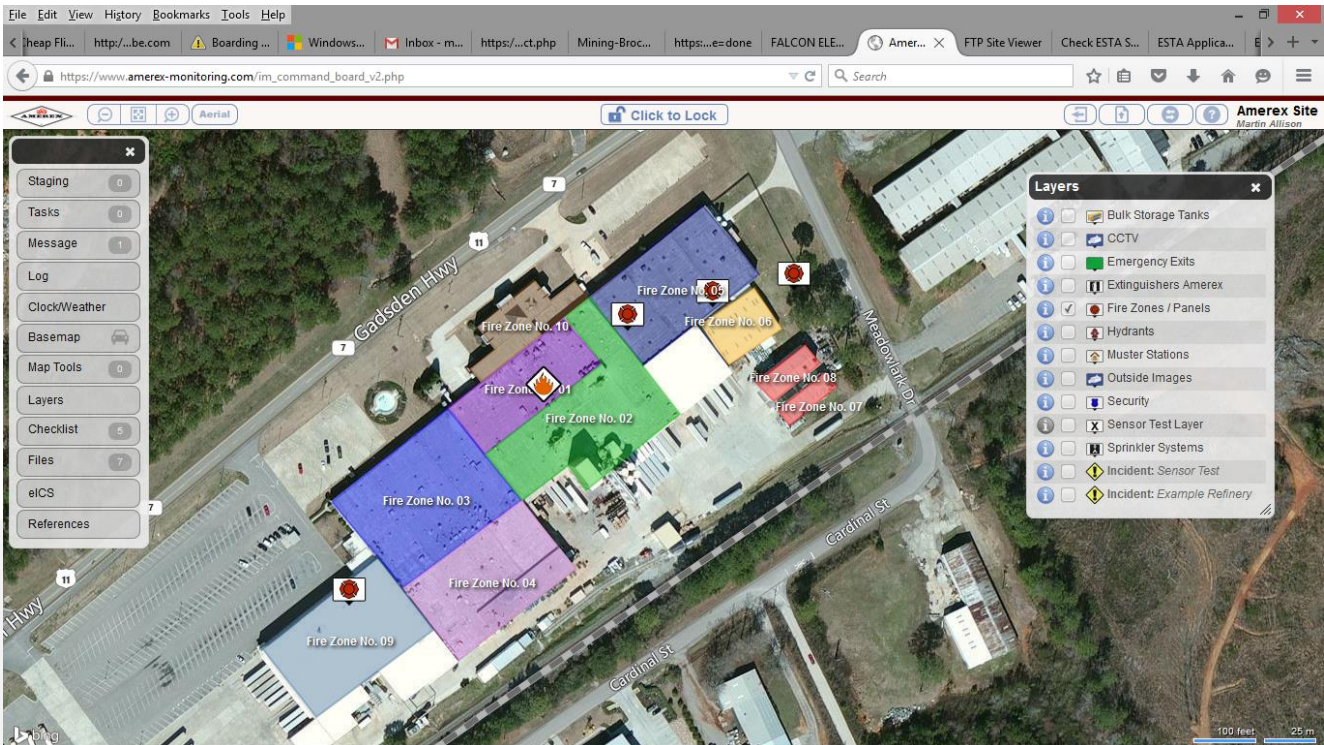 File Edit View History Bookmarks Tools Help
Cheap Fli... http:/...be.com Boarding ... Windows... Inbox - m... https:/...ct.php Mining-Broc... https:...e=done FALCON ELE... Amer... FTP Site Viewer Check ESTA S... ESTA Applica... E
https://www.amerex-monitoring.com/im_command_board_v2.php Search
AMEREX Aerial Click to Lock Amerex Site
Martin Allison
Staging 0
Tasks 0
Message 1
Log
Clock/Weather
Basemap
Map Tools 0
Layers
Checklist 5
Files 7
eICS
References
Layers
Bulk Storage Tanks
CCTV
Emergency Exits
Extinguishers Amerex
Fire Zones / Panels
Hydrants
Muster Stations
Outside Images
Security
Sensor Test Layer
Sprinkler Systems
Incident: Sensor Test
Incident: Example Refinery
7
11
Gadsden Hwy
7
7
11
Hwy
Fire Zone No. 05
Fire Zone No. 06
Fire Zone No. 10
Fire Zone No. 08
Fire Zone No. 07
Fire Zon 01
Fire Zone No. 02
Fire Zone No. 03
Fire Zone No. 04
Fire Zone No. 09
Meadowlark Dr
Cardinal St
Cardinal St
bing
100 feet 25 m